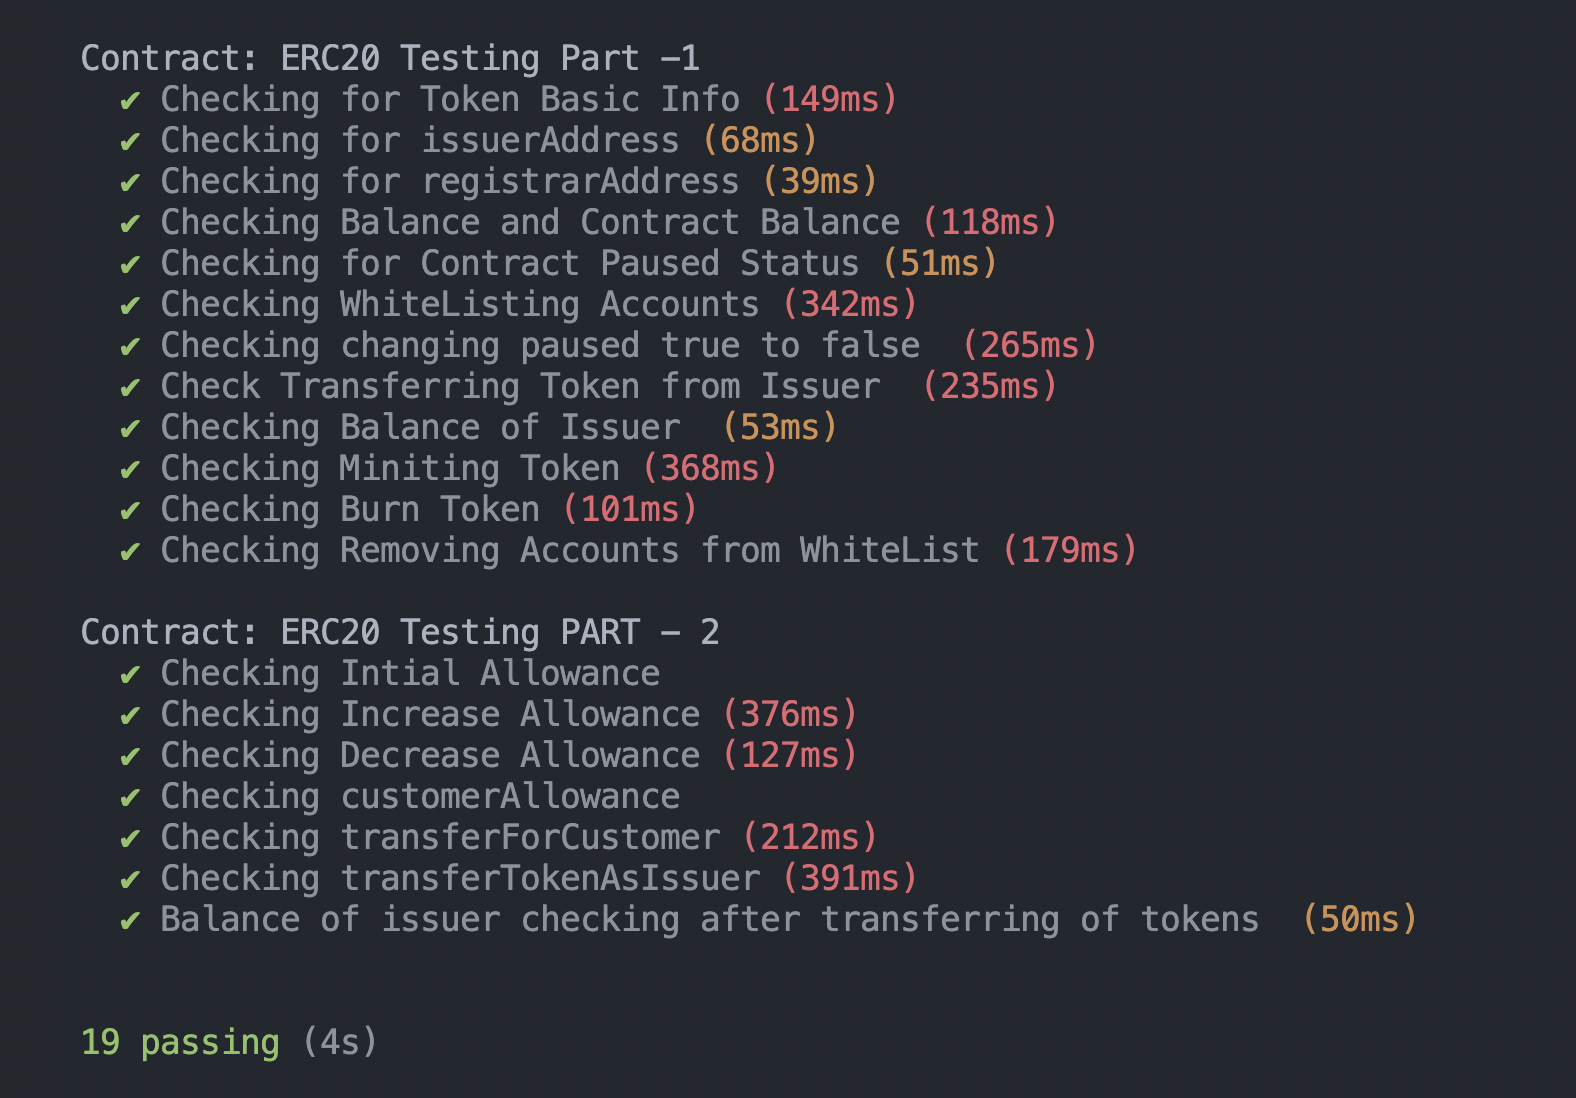 Contract: ERC20 Testing Part -1
✔ Checking for Token Basic Info (149ms)
✔ Checking for issuerAddress (68ms)
✔ Checking for registrarAddress (39ms)
✔ Checking Balance and Contract Balance (118ms)
✔ Checking for Contract Paused Status (51ms)
✔ Checking WhiteListing Accounts (342ms)
✔ Checking changing paused true to false  (265ms)
✔ Check Transferring Token from Issuer  (235ms)
✔ Checking Balance of Issuer  (53ms)
✔ Checking Miniting Token (368ms)
✔ Checking Burn Token (101ms)
✔ Checking Removing Accounts from WhiteList (179ms)
Contract: ERC20 Testing PART - 2
✔ Checking Intial Allowance
✔ Checking Increase Allowance (376ms)
✔ Checking Decrease Allowance (127ms)
✔ Checking customerAllowance
✔ Checking transferForCustomer (212ms)
✔ Checking transferTokenAsIssuer (391ms)
✔ Balance of issuer checking after transferring of tokens  (50ms)
19 passing (4s)